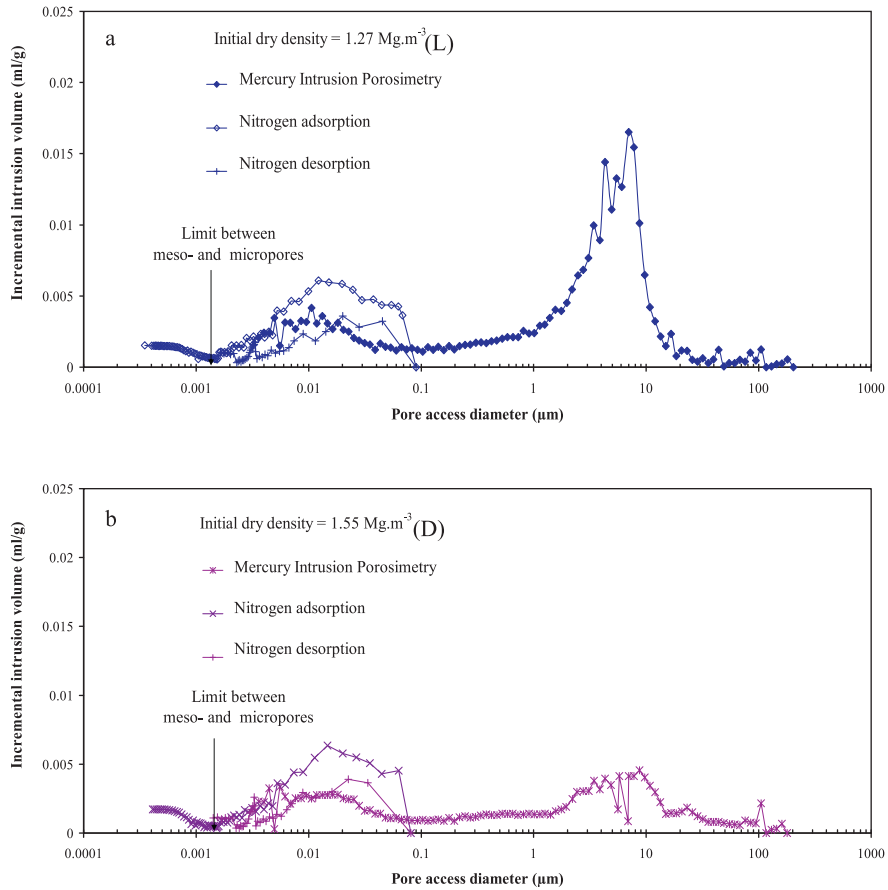 0.025
a
Initial dry density = 1.27 Mg.m⁻³(L)
0.02
Mercury Intrusion Porosimetry
Nitrogen adsorption
0.015
Nitrogen desorption
0.01
Limit between
meso- and micropores
0.005
0
0.0001 0.001 0.01 0.1 1 10 100 1000
Incremental intrusion volume (ml/g)
Pore access diameter (µm)
0.025
b
Initial dry density = 1.55 Mg.m⁻³(D)
0.02
Mercury Intrusion Porosimetry
Nitrogen adsorption
0.015
Nitrogen desorption
0.01
Limit between
meso- and micropores
0.005
0
0.0001 0.001 0.01 0.1 1 10 100 1000
Incremental intrusion volume (ml/g)
Pore access diameter (µm)